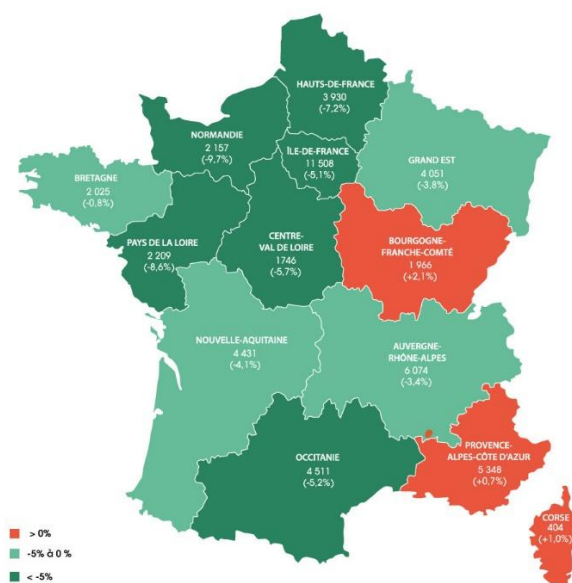 HAUTS-DE-FRANCE
3 930
(-7,2%)
NORMANDIE
2 157
(-9,7%)
ÎLE-DE-FRANCE
11 508
(-5,1%)
GRAND EST
4 051
(-3,8%)
BRETAGNE
2 025
(-0,8%)
PAYS DE LA LOIRE
2 209
(-8,6%)
CENTRE-
VAL DE LOIRE
1746
(-5,7%)
BOURGOGNE-
FRANCHE-COMTÉ
1 966
(+2,1%)
NOUVELLE-AQUITAINE
4 431
(-4,1%)
AUVERGNE-
RHÔNE-ALPES
6 074
(-3,4%)
OCCITANIE
4 511
(-5,2%)
PROVENCE-
ALPES-CÔTE D'AZUR
5 348
(+0,7%)
CORSE
404
(+1,0%)
> 0%
-5% à 0 %
< -5%